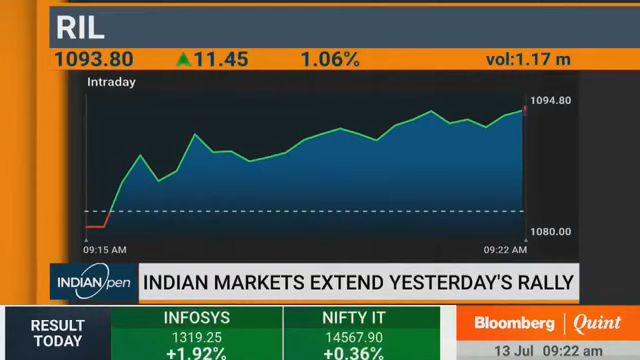 RIL
1093.80 11.45 1.06% vol:1.17 m
Intraday
1094.80
1080.00
09:15 AM 09:22 AM
INDIAN open INDIAN MARKETS EXTEND YESTERDAY'S RALLY
RESULT TODAY
INFOSYS
1319.25
+1.92%
NIFTY IT
14567.90
+0.36%
Bloomberg Quint
13 Jul 09:22 am